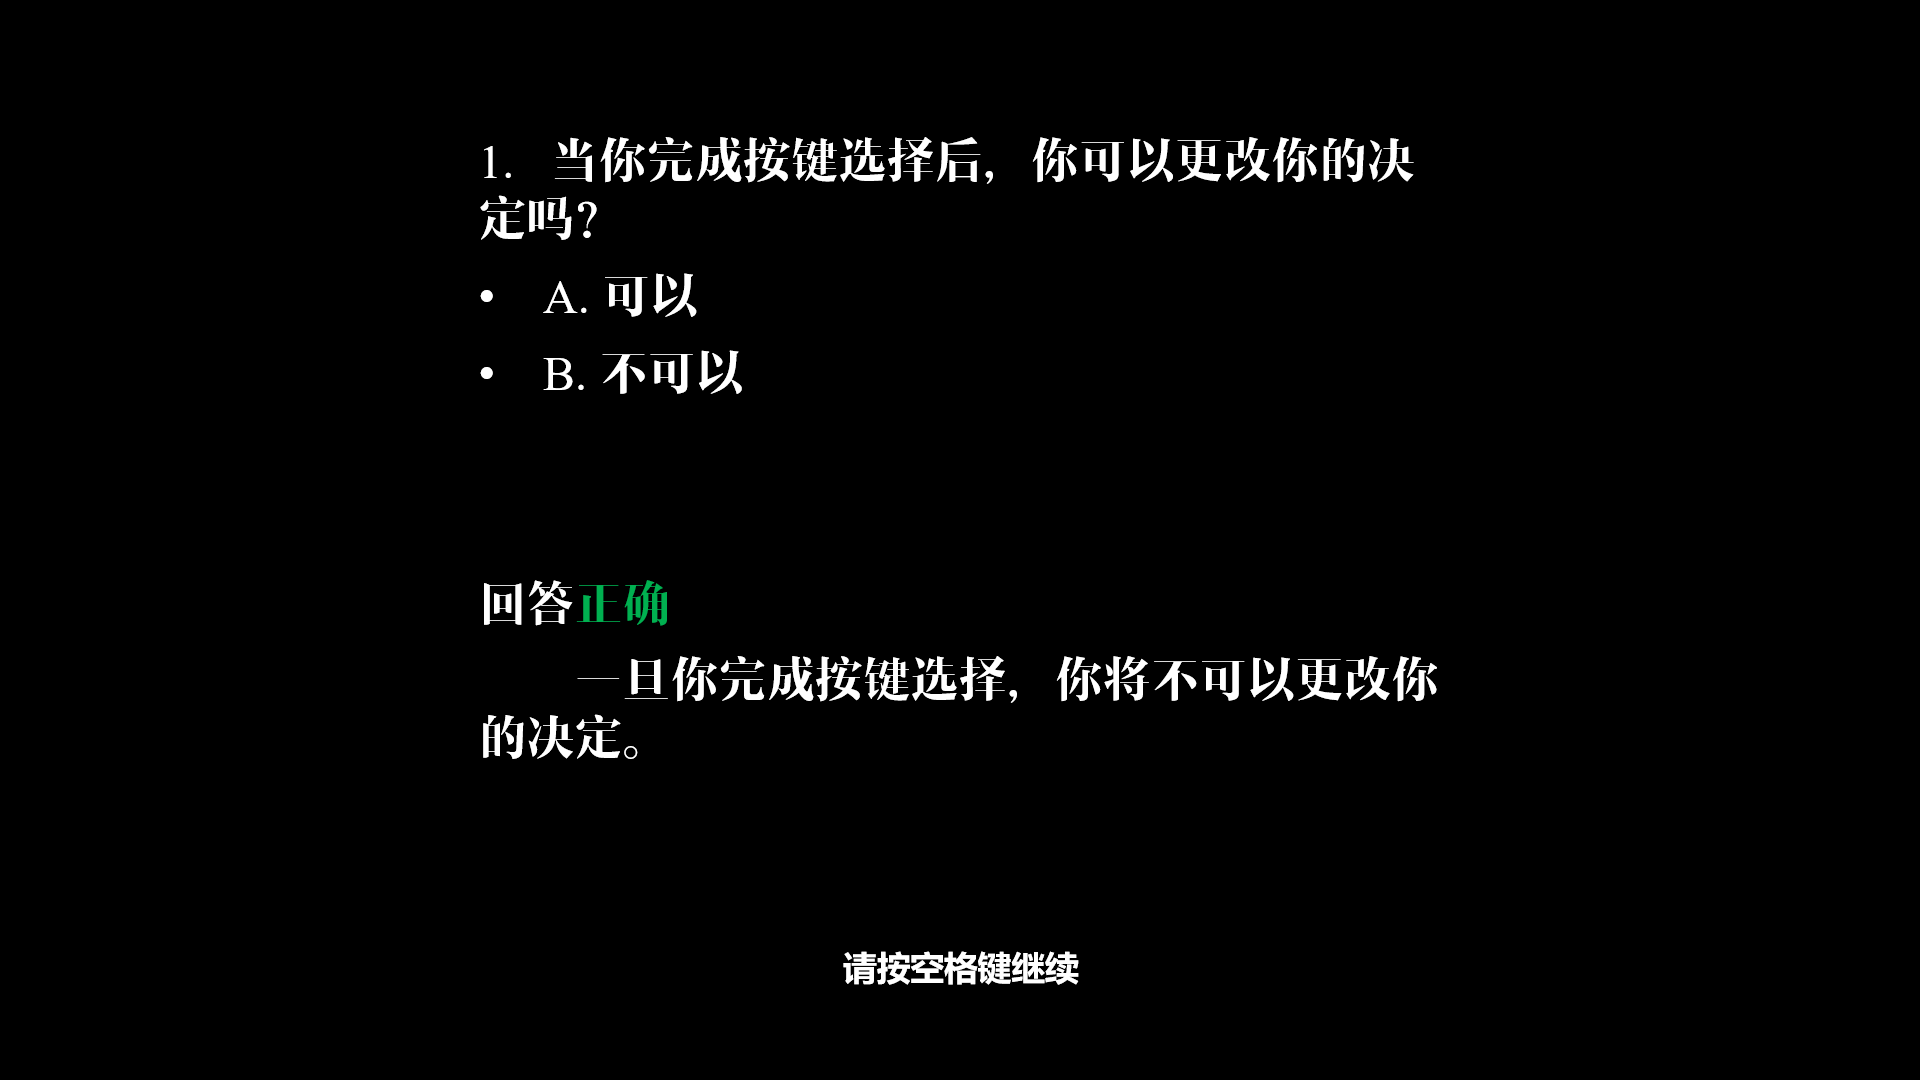 1. 当你完成按键选择后，你可以更改你的决
定吗？
• A. 可以
• B. 不可以
回答正确
一旦你完成按键选择，你将不可以更改你
的决定。
请按空格键继续